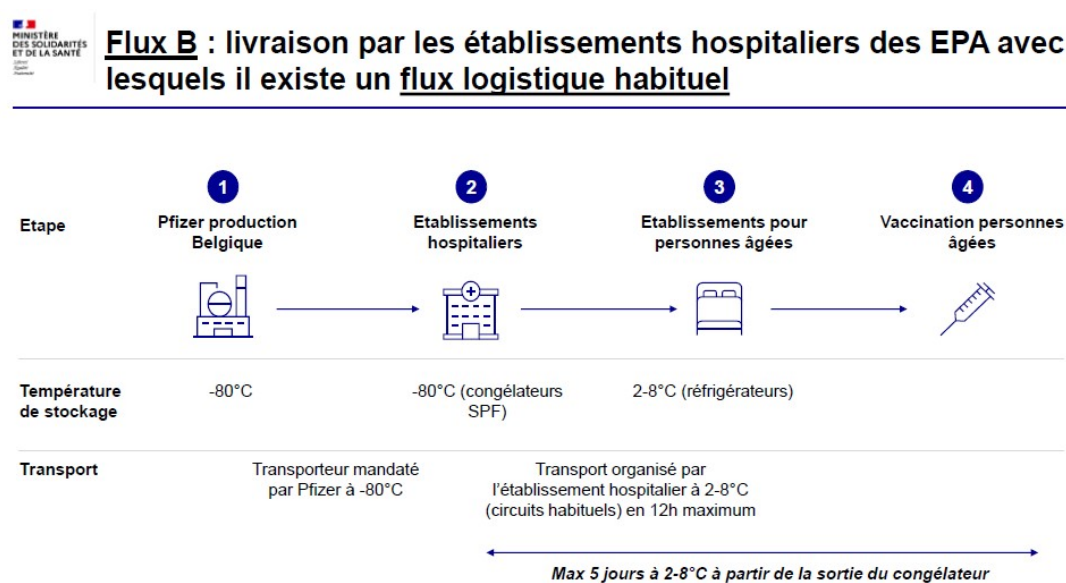 MINISTÈRE
DES SOLIDARITÉS
ET DE LA SANTÉ
Liberté
Égalité
Fraternité
Flux B : livraison par les établissements hospitaliers des EPA avec
lesquels il existe un flux logistique habituel
1
2
3
4
Etape
Pfizer production
Belgique
Etablissements
hospitaliers
Etablissements pour
personnes âgées
Vaccination personnes
âgées
Température
de stockage
-80°C
-80°C (congélateurs
SPF)
2-8°C (réfrigérateurs)
Transport
Transporteur mandaté
par Pfizer à -80°C
Transport organisé par
l'établissement hospitalier à 2-8°C
(circuits habituels) en 12h maximum
Max 5 jours à 2-8°C à partir de la sortie du congélateur